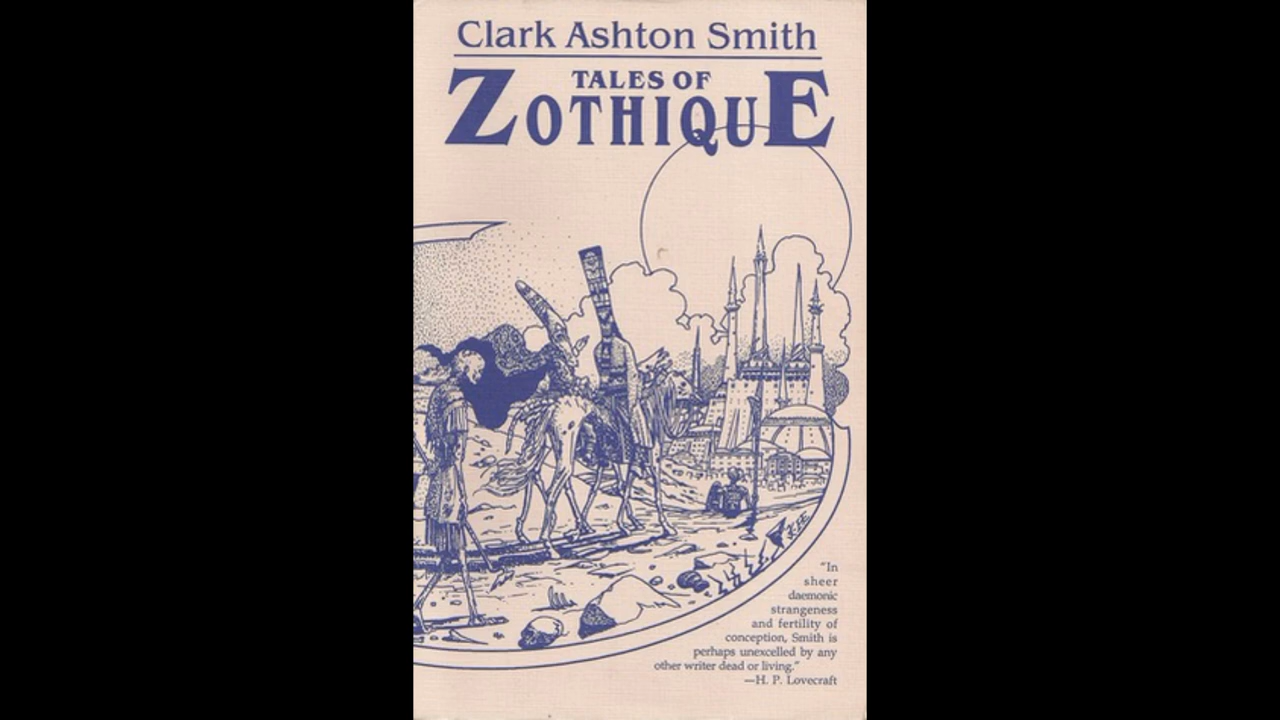 Clark Ashton Smith
TALES OF
ZOTHIQUE
"In
sheer
daemonic
strangeness
and fertility of
conception, Smith is
perhaps unexcelled by any
other writer dead or living."
—H. P. Lovecraft